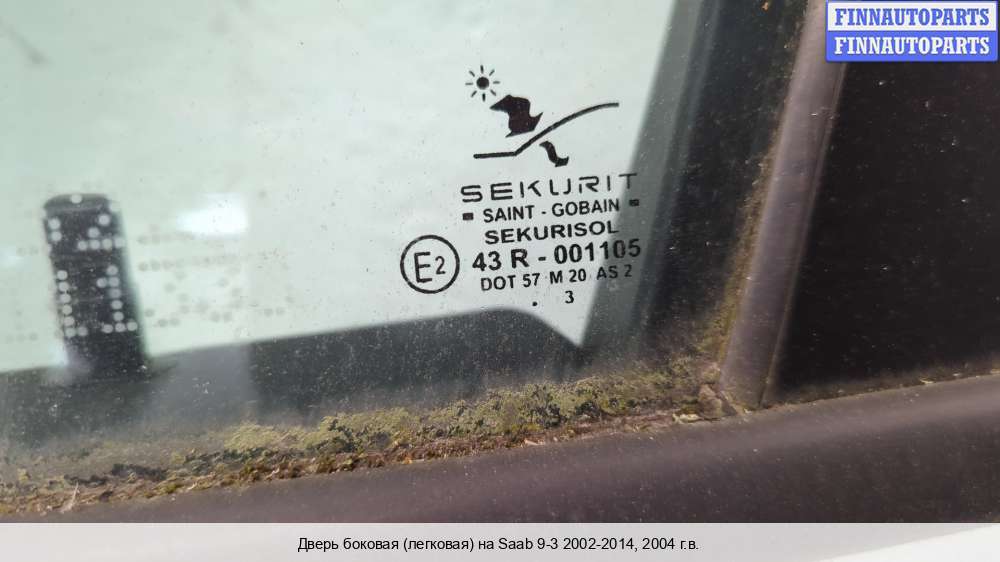 FINNAUTOPARTS
FINNAUTOPARTS
SEKURIT
SAINT - GOBAIN
SEKURISOL
E2 43 R - 001105
DOT 57 M 20 AS 2
. 3
Дверь боковая (легковая) на Saab 9-3 2002-2014, 2004 г.в.